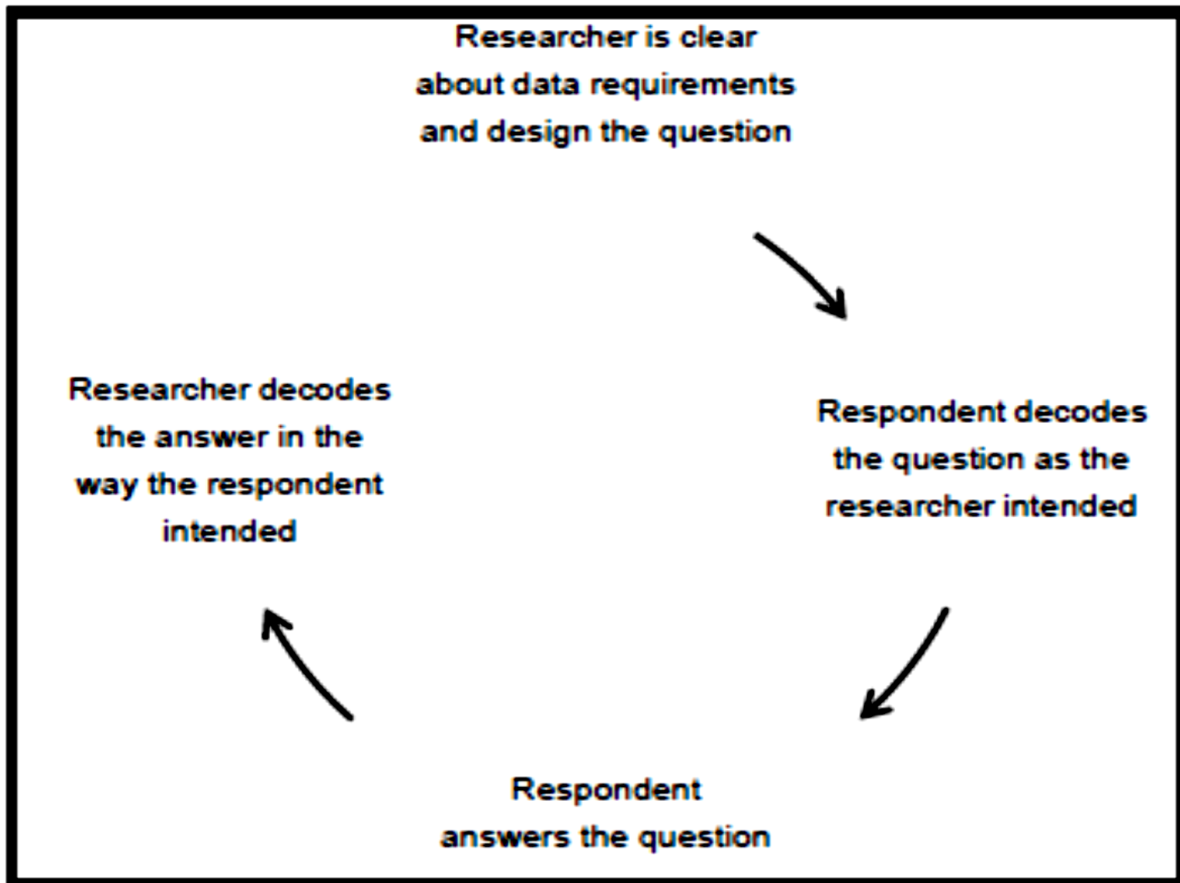 Researcher is clear
about data requirements
and design the question
Respondent decodes
the question as the
researcher intended
Respondent
answers the question
Researcher decodes
the answer in the
way the respondent
intended